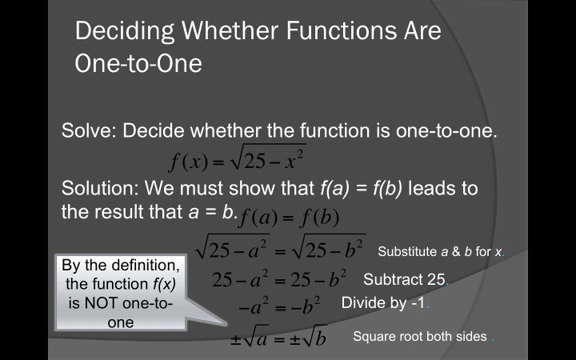 Deciding Whether Functions Are
One-to-One
Solve: Decide whether the function is one-to-one.
f(x) = √(25 − x²)
Solution: We must show that f(a) = f(b) leads to
the result that a = b. f(a) = f(b)
√(25 − a²) = √(25 − b²) Substitute a & b for x.
25 − a² = 25 − b² Subtract 25.
−a² = −b² Divide by -1.
±√a = ±√b Square root both sides .
By the definition,
the function f(x)
is NOT one-to-
one